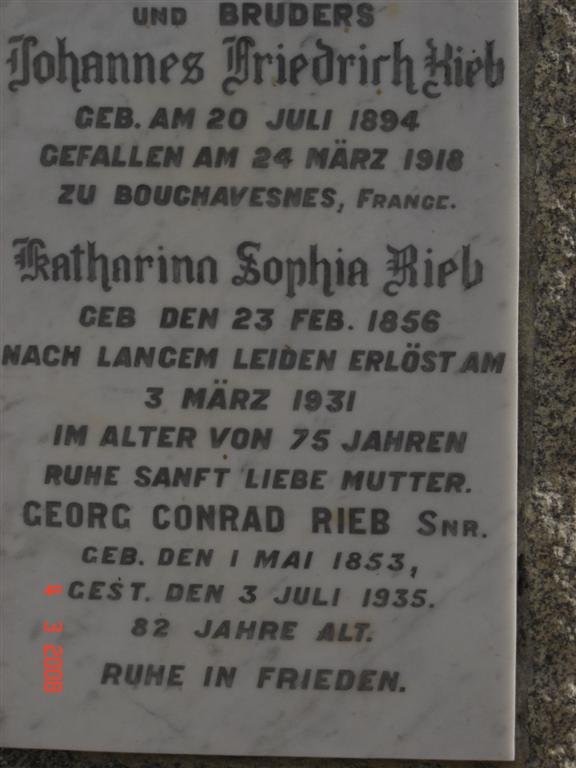 UND BRUDERS
Johannes Friedrich Rieb
GEB. AM 20 JULI 1894
GEFALLEN AM 24 MÄRZ 1918
ZU BOUCHAVESNES, FRANCE.
Katharina Sophia Rieb
GEB DEN 23 FEB. 1856
NACH LANGEM LEIDEN ERLÖST AM
3 MÄRZ 1931
IM ALTER VON 75 JAHREN
RUHE SANFT LIEBE MUTTER.
GEORG CONRAD RIEB SNR.
GEB. DEN 1 MAI 1853,
GEST. DEN 3 JULI 1935.
82 JAHRE ALT.
RUHE IN FRIEDEN.
3 2008